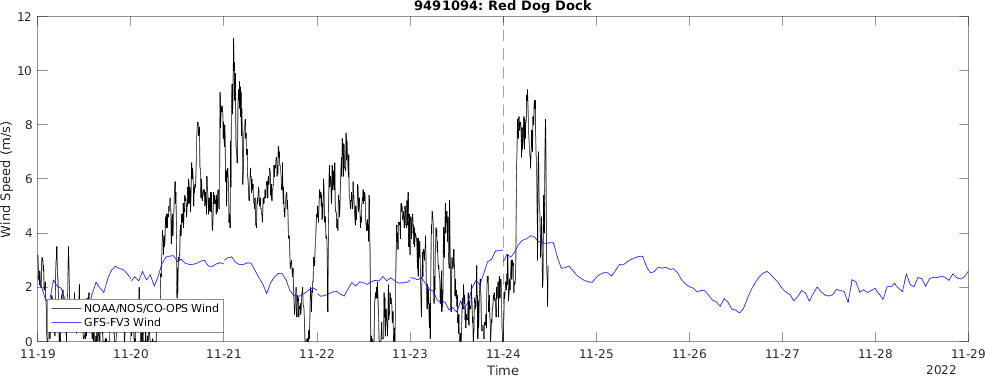 9491094: Red Dog Dock
12
10
8
6
4
2
0
Wind Speed (m/s)
NOAA/NOS/CO-OPS Wind
GFS-FV3 Wind
11-19 11-20 11-21 11-22 11-23 11-24 11-25 11-26 11-27 11-28 11-29
Time
2022